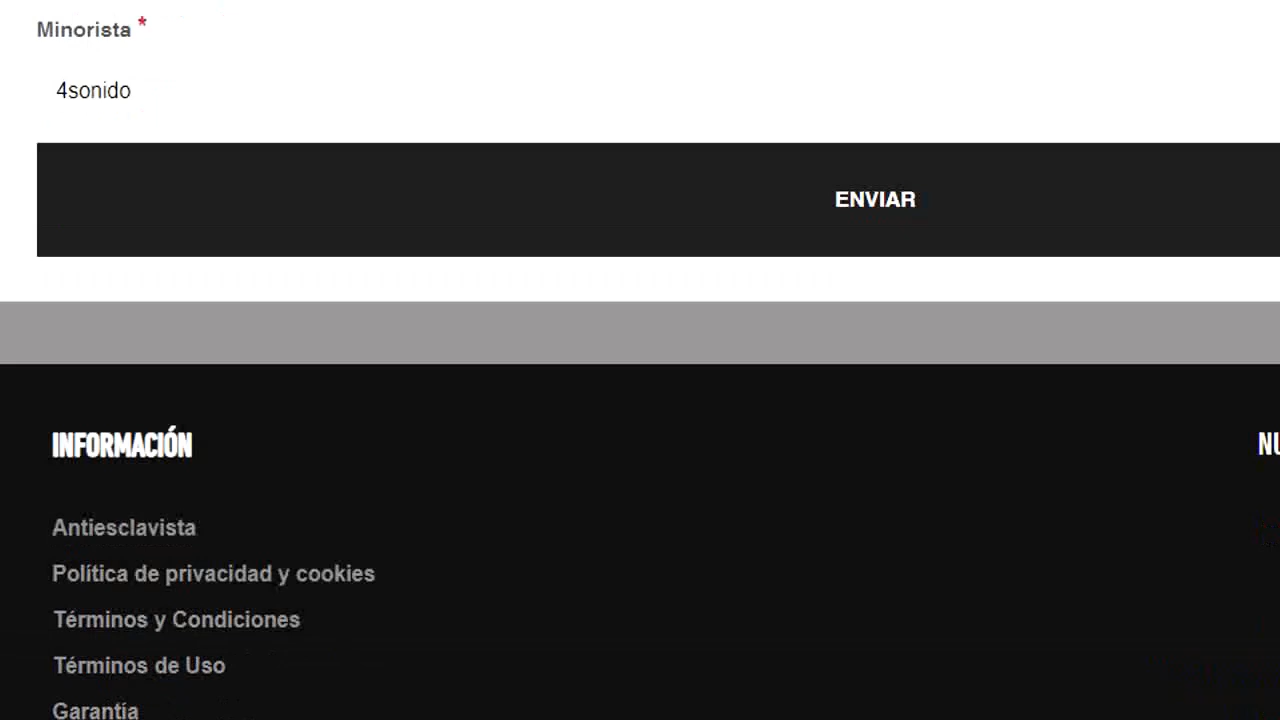 Minorista *
4sonido
ENVIAR
INFORMACIÓN
Antiesclavista
Política de privacidad y cookies
Términos y Condiciones
Términos de Uso
Garantía